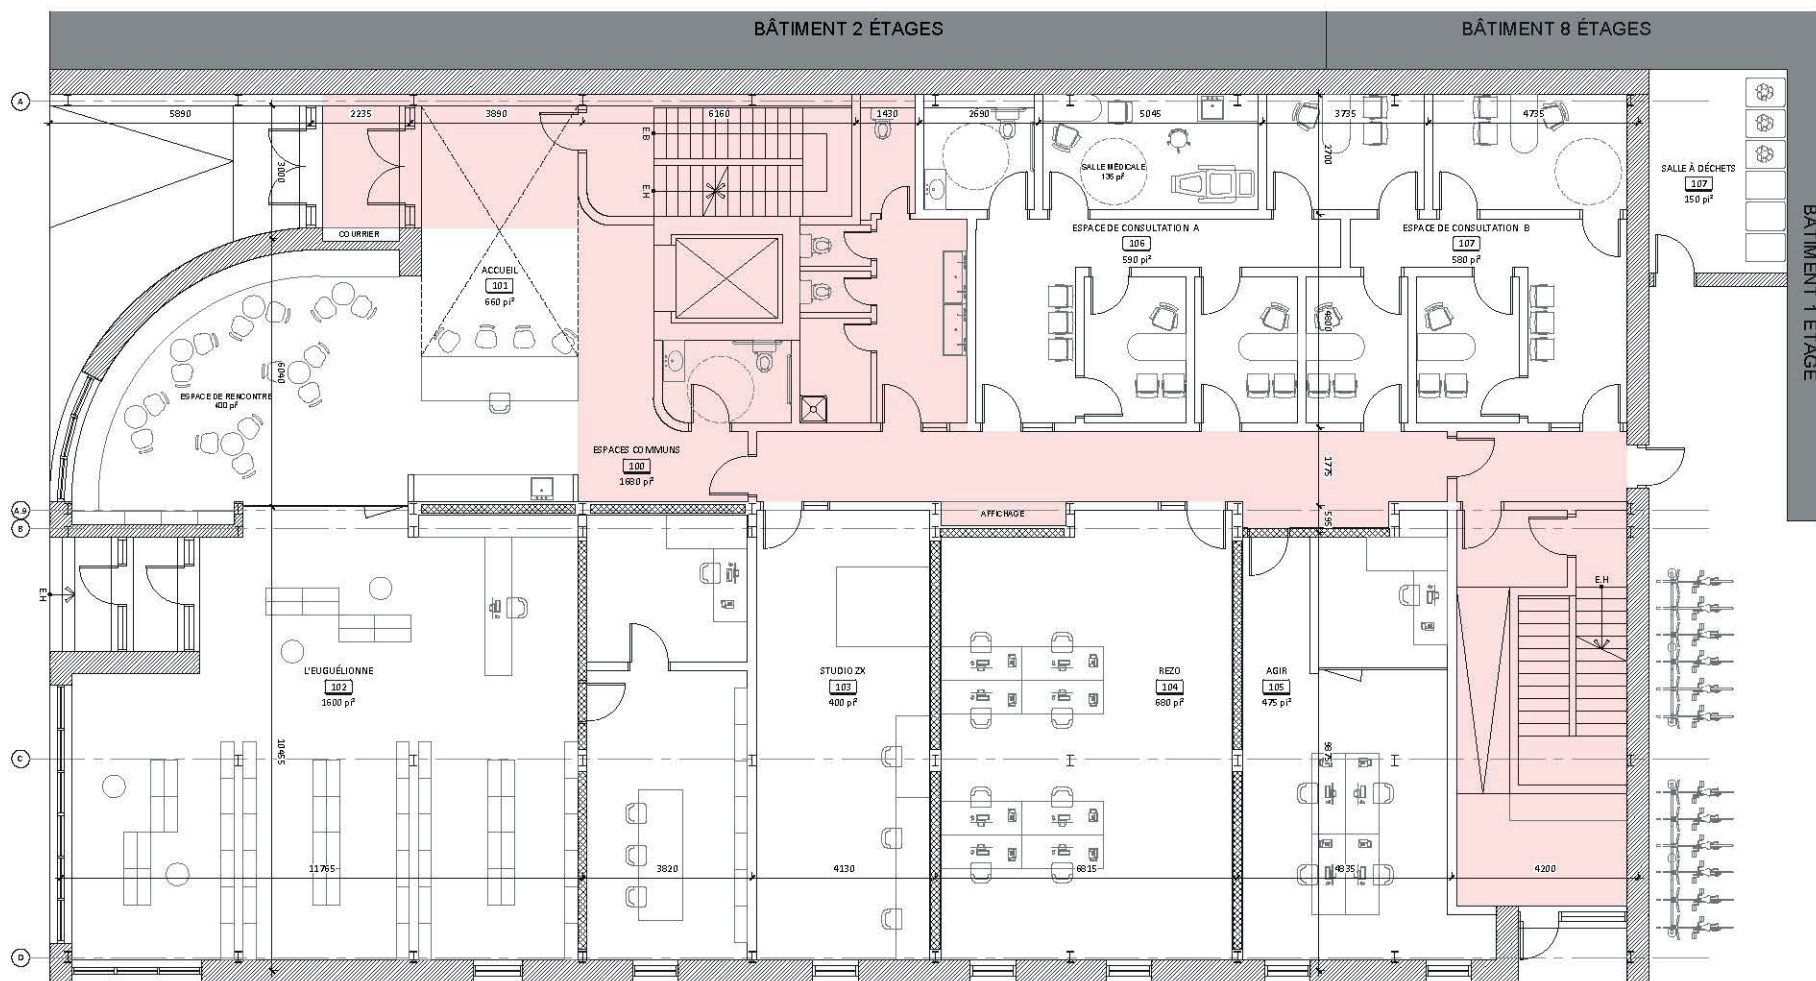 BÂTIMENT 2 ÉTAGES
BÂTIMENT 8 ÉTAGES
BÂTIMENT 1 ÉTAGE
A
5890
2235
3890
6160
1430
2690
5045
3735
4735
3000
2700
E.B
E.H
SALLE MÉDICALE
135 pi²
SALLE À DÉCHETS
107
150 pi²
COURRIER
ESPACE DE CONSULTATION A
106
590 pi²
ESPACE DE CONSULTATION B
107
580 pi²
ACCUEIL
101
660 pi²
4800
6040
ESPACE DE RENCONTRE
400 pi²
ESPACES COMMUNS
100
1680 pi²
1775
A.9
B
AFFICHAGE
595
E.H
E.H
L'EUGUÉLIONNE
102
1600 pi²
STUDIO ZX
103
400 pi²
REZO
104
680 pi²
AGIR
105
475 pi²
10455
9875
C
11765
3820
4130
6815
4835
4200
D